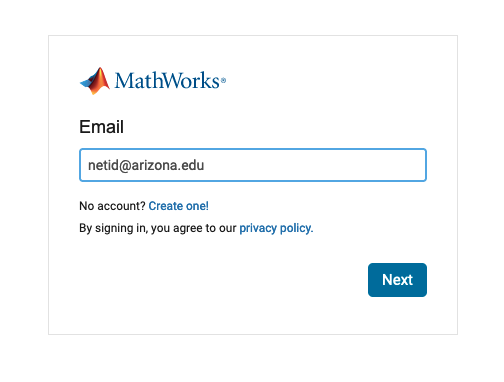 MathWorks®
Email
netid@arizona.edu
No account? Create one!
By signing in, you agree to our privacy policy.
Next